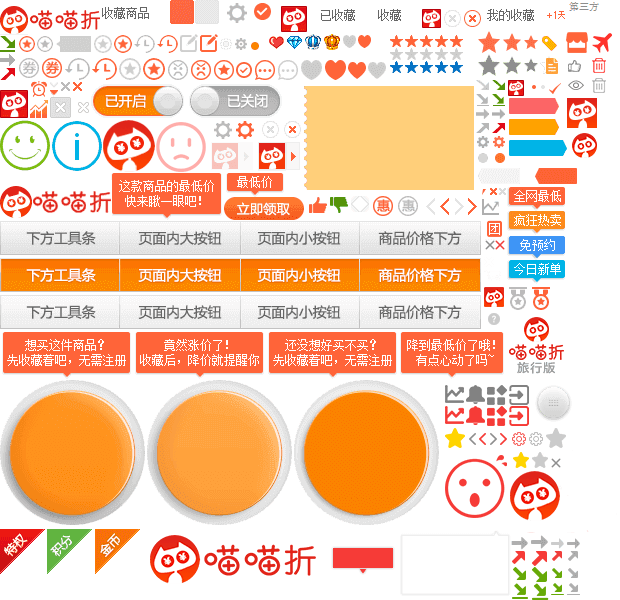 喵喵折
收藏商品
已收藏
收藏
我的收藏
+1天
第三方
券
券
已开启
已关闭
这款商品的最低价
快来瞅一眼吧!
最低价
立即领取
惠
惠
喵喵折
全网最低
疯狂热卖
免预约
今日新单
团
下方工具条
页面内大按钮
页面内小按钮
商品价格下方
下方工具条
页面内大按钮
页面内小按钮
商品价格下方
下方工具条
页面内大按钮
页面内小按钮
商品价格下方
想买这件商品?
先收藏着吧,无需注册
竟然涨价了!
收藏后,降价就提醒你
还没想好买不买?
先收藏着吧,无需注册
降到最低价了哦!
有点心动了吗~
喵喵折
旅行版
特权
积分
金币
喵喵折